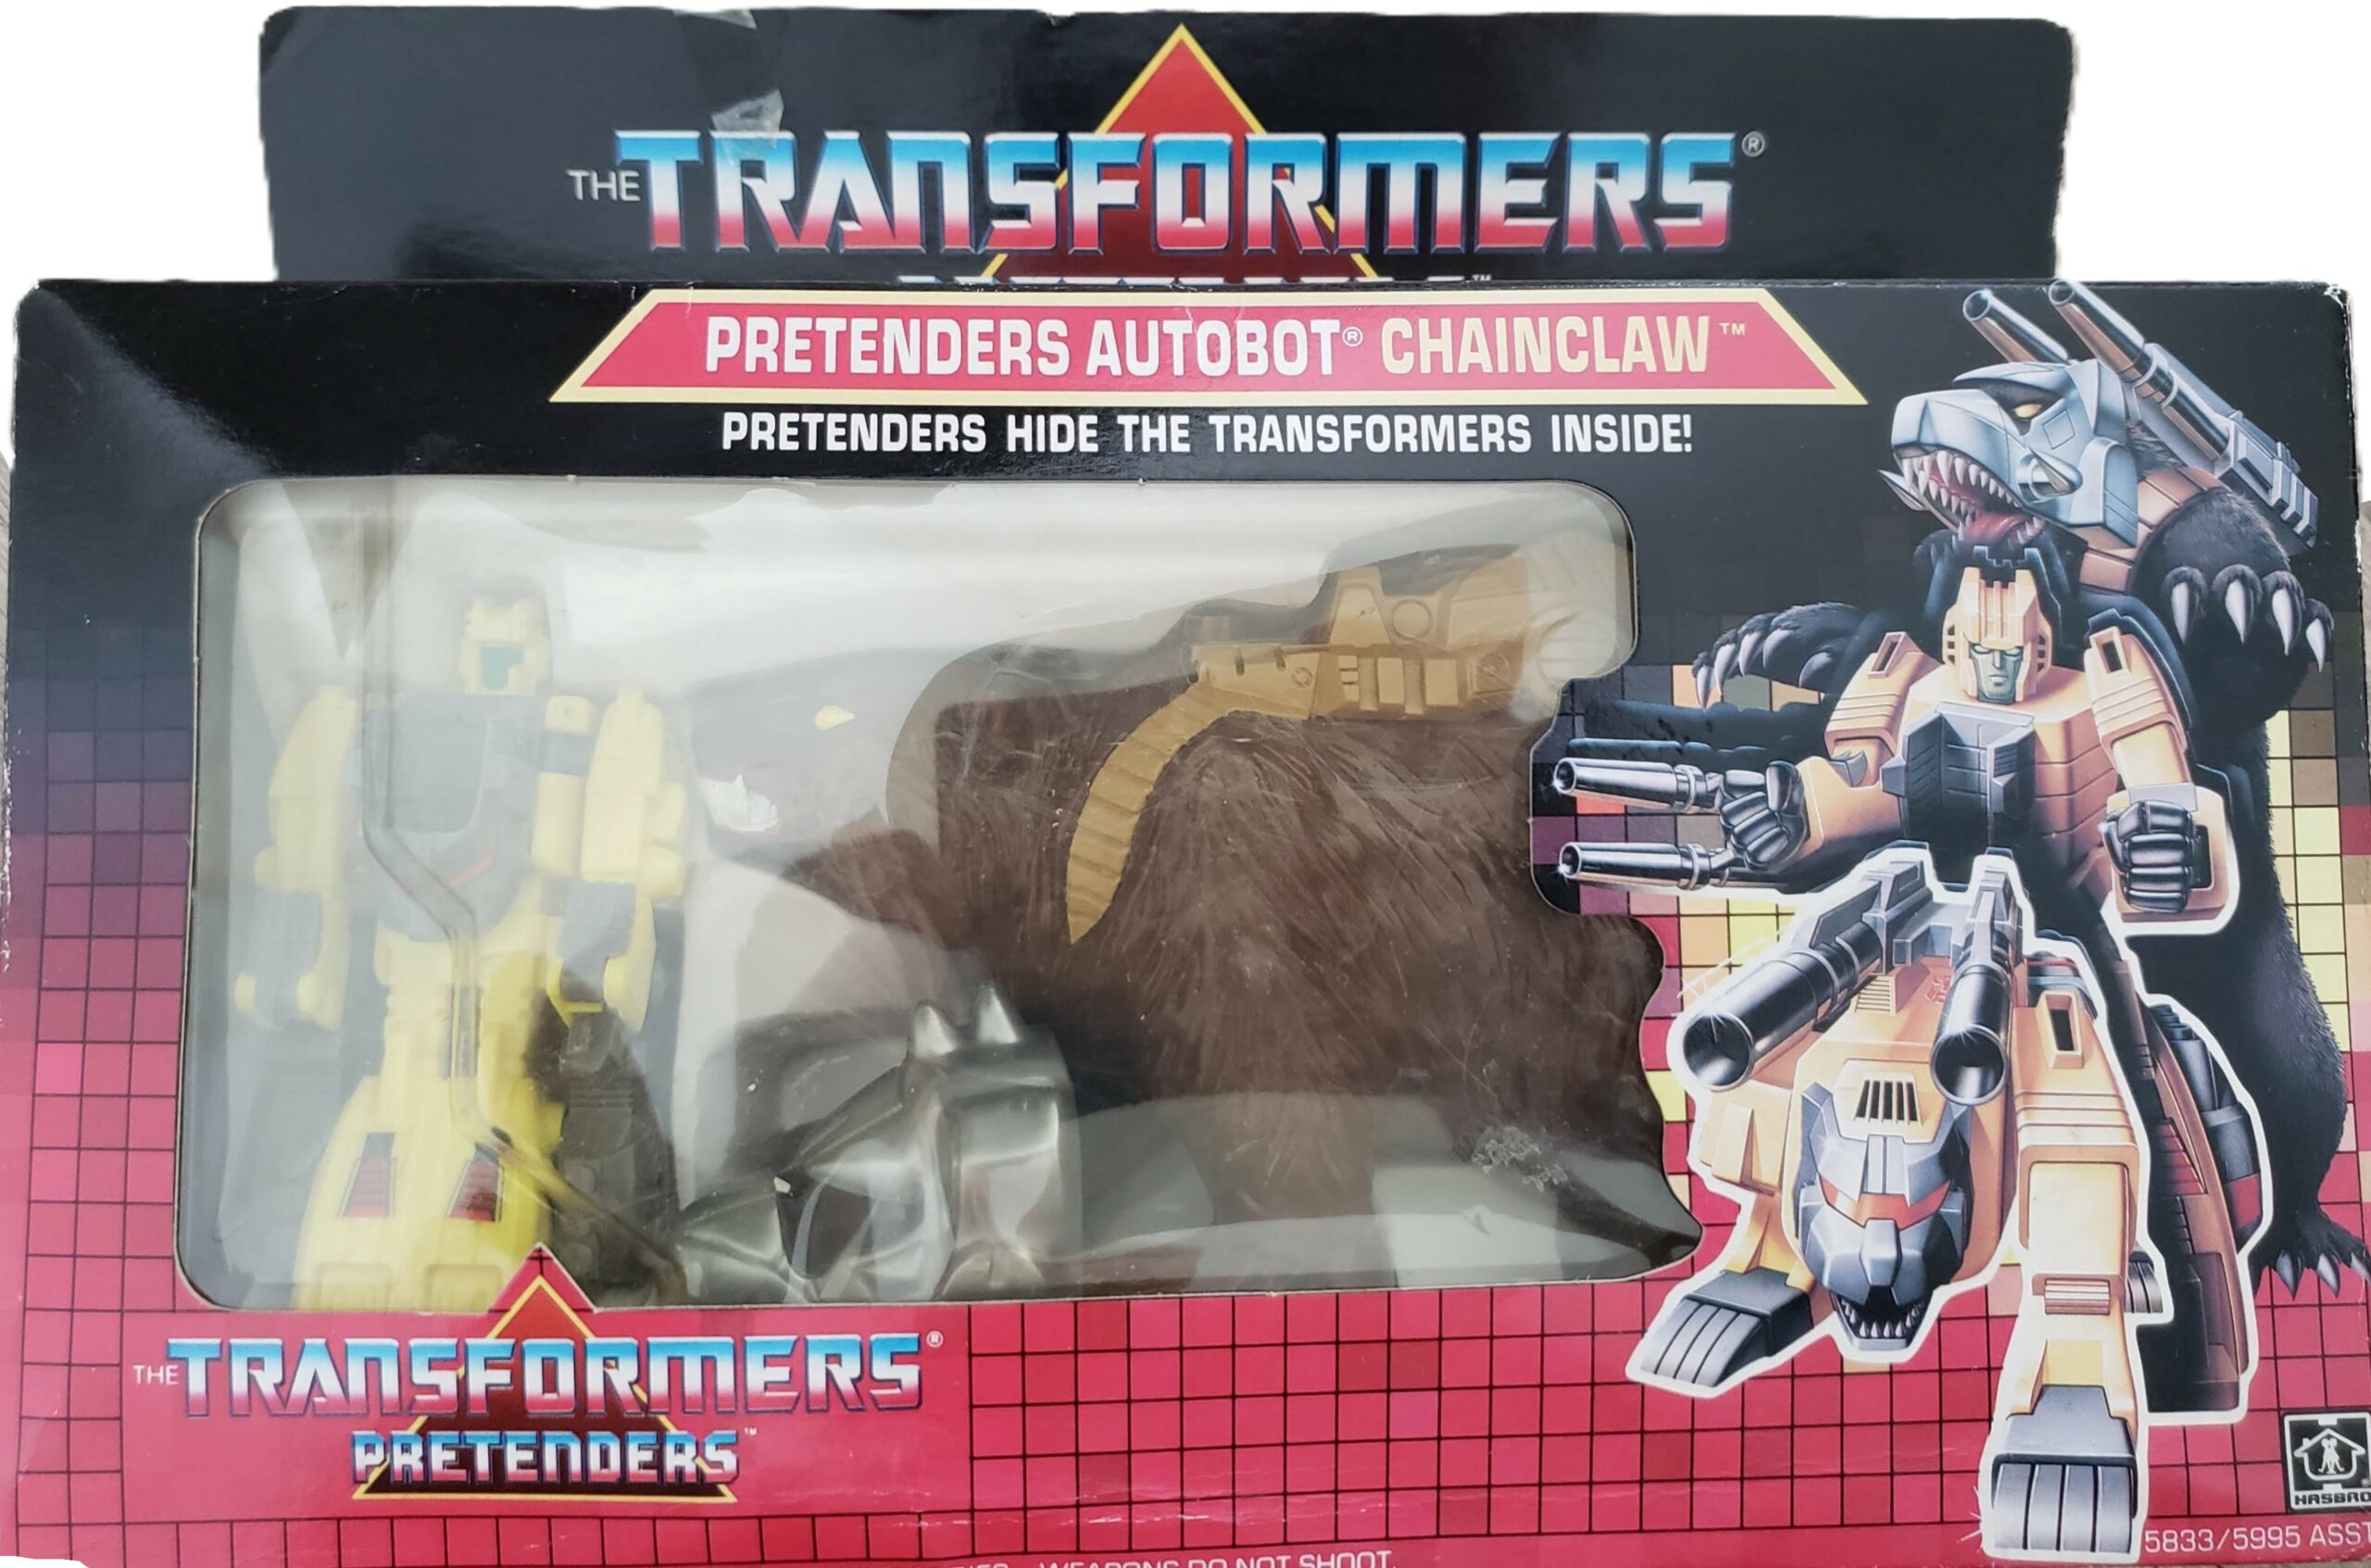 THE TRANSFORMERS®
™
PRETENDERS AUTOBOT® CHAINCLAW™
PRETENDERS HIDE THE TRANSFORMERS INSIDE!
THE TRANSFORMERS®
PRETENDERS™
HASBRO
5833/5995 ASST
WEAPONS DO NOT SHOOT.